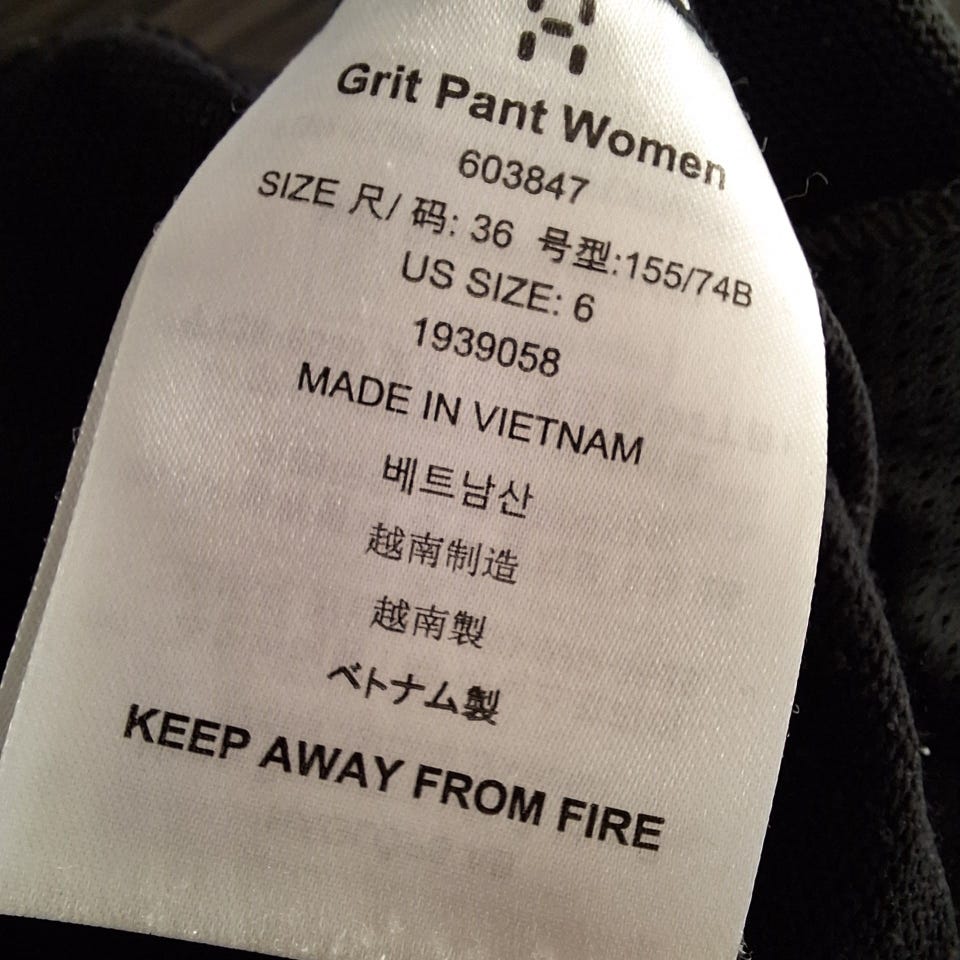 Grit Pant Women
603847
SIZE 尺/ 码: 36 号型:155/74B
US SIZE: 6
1939058
MADE IN VIETNAM
베트남산
越南制造
越南製
ベトナム製
KEEP AWAY FROM FIRE